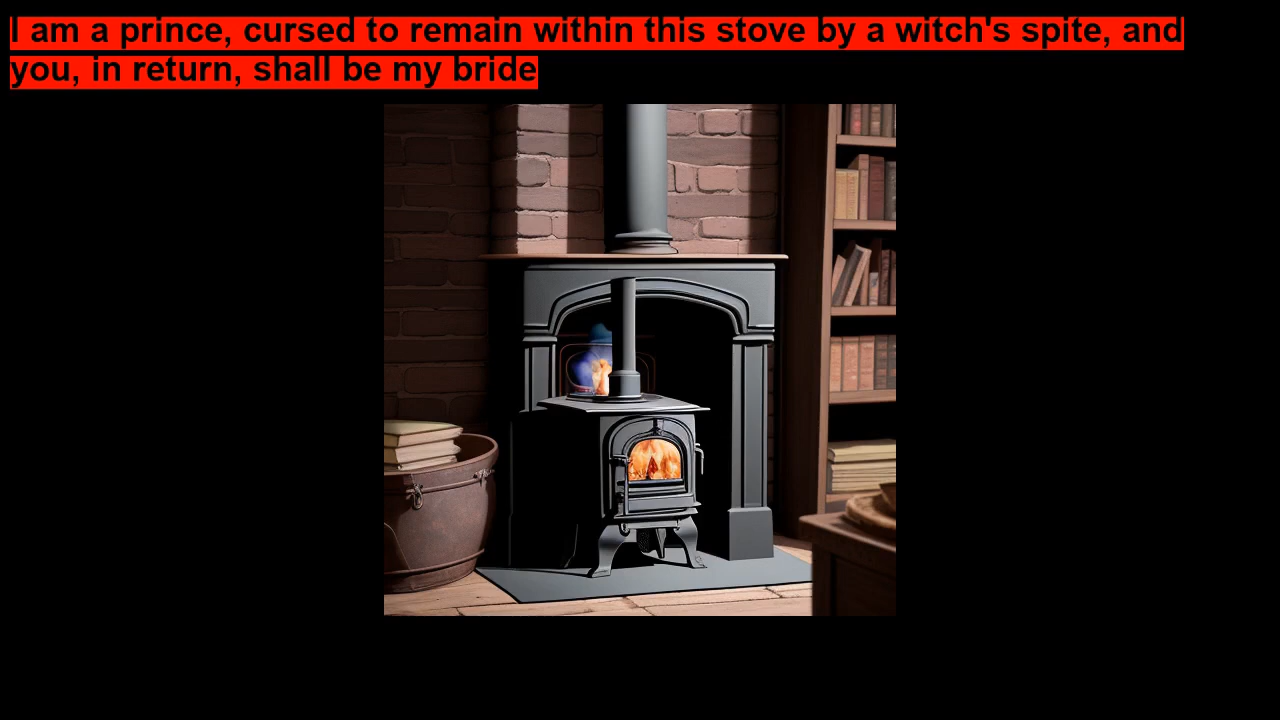 I am a prince, cursed to remain within this stove by a witch's spite, and
you, in return, shall be my bride